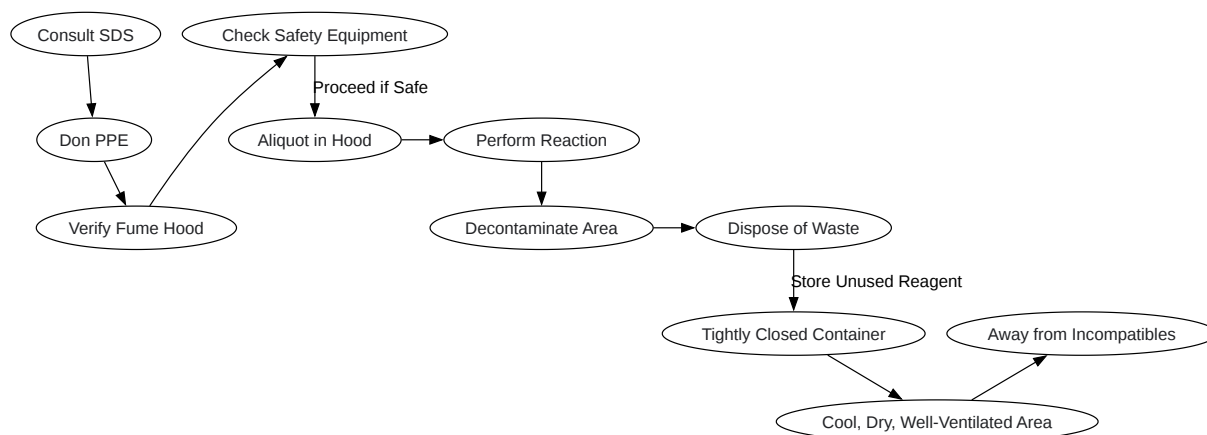 Consult SDS
Check Safety Equipment
Proceed if Safe
Don PPE
Aliquot in Hood
Perform Reaction
Verify Fume Hood
Decontaminate Area
Dispose of Waste
Store Unused Reagent
Tightly Closed Container
Away from Incompatibles
Cool, Dry, Well-Ventilated Area